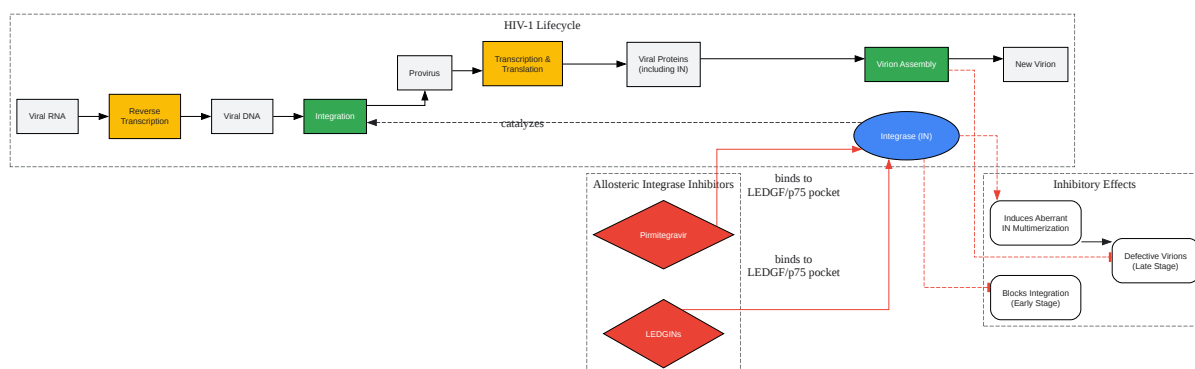 HIV-1 Lifecycle
Viral RNA
Reverse
Transcription
Viral DNA
Integration
Provirus
Transcription &
Translation
Viral Proteins
(including IN)
Virion Assembly
New Virion
catalyzes
Integrase (IN)
Allosteric Integrase Inhibitors
binds to
LEDGF/p75 pocket
Pirmitegravir
binds to
LEDGF/p75 pocket
LEDGINs
Inhibitory Effects
Induces Aberrant
IN Multimerization
Defective Virions
(Late Stage)
Blocks Integration
(Early Stage)